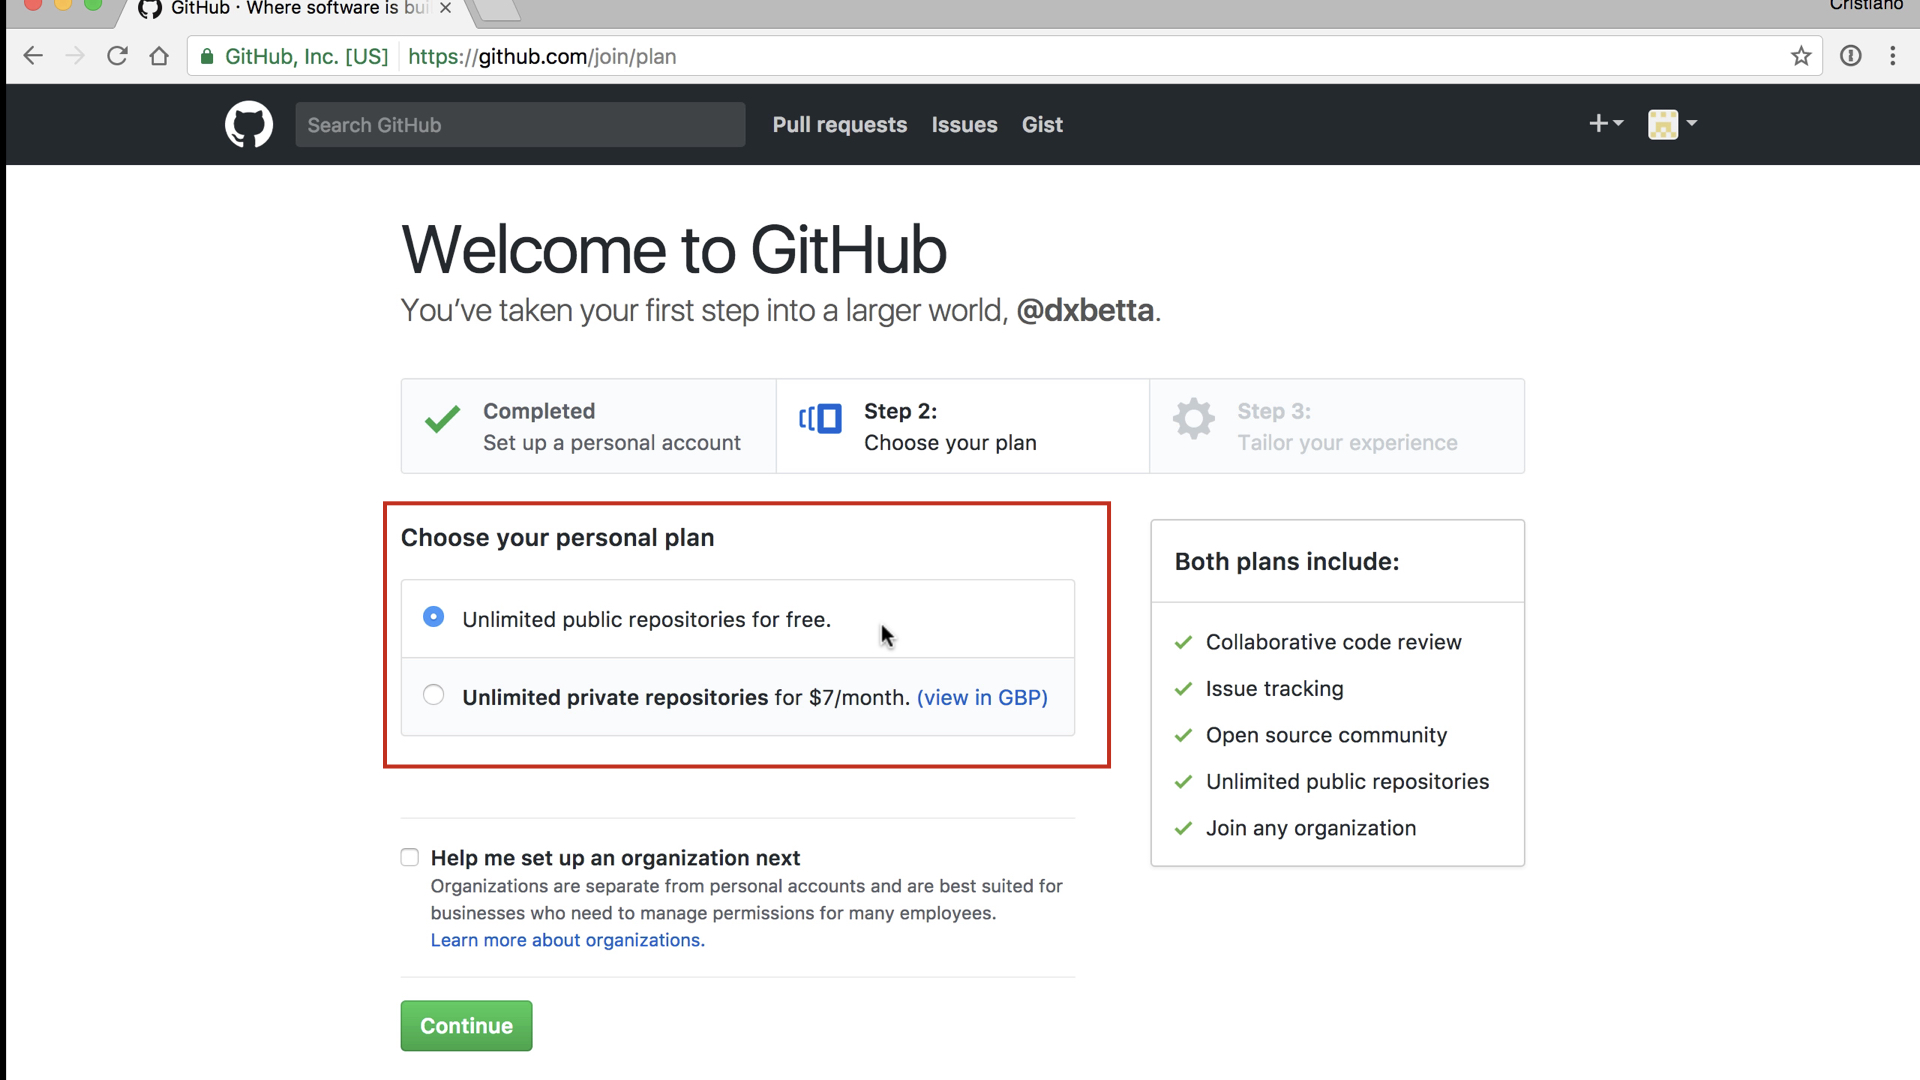 GitHub · Where software is bui
Cristiano
GitHub, Inc. [US] https://github.com/join/plan
Search GitHub
Pull requests Issues Gist
Welcome to GitHub
You've taken your first step into a larger world, @dxbetta.
Completed
Set up a personal account
Step 2:
Choose your plan
Step 3:
Tailor your experience
Choose your personal plan
Unlimited public repositories for free.
Unlimited private repositories for $7/month. (view in GBP)
Both plans include:
Collaborative code review
Issue tracking
Open source community
Unlimited public repositories
Join any organization
Help me set up an organization next
Organizations are separate from personal accounts and are best suited for
businesses who need to manage permissions for many employees.
Learn more about organizations.
Continue